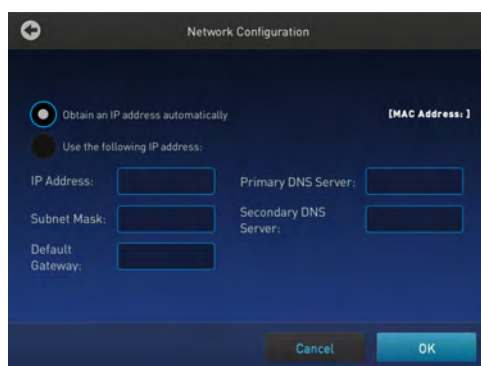 Network Configuration
Obtain an IP address automatically
[MAC Address: ]
Use the following IP address:
IP Address:
Primary DNS Server:
Subnet Mask:
Secondary DNS
Server:
Default
Gateway:
Cancel
OK